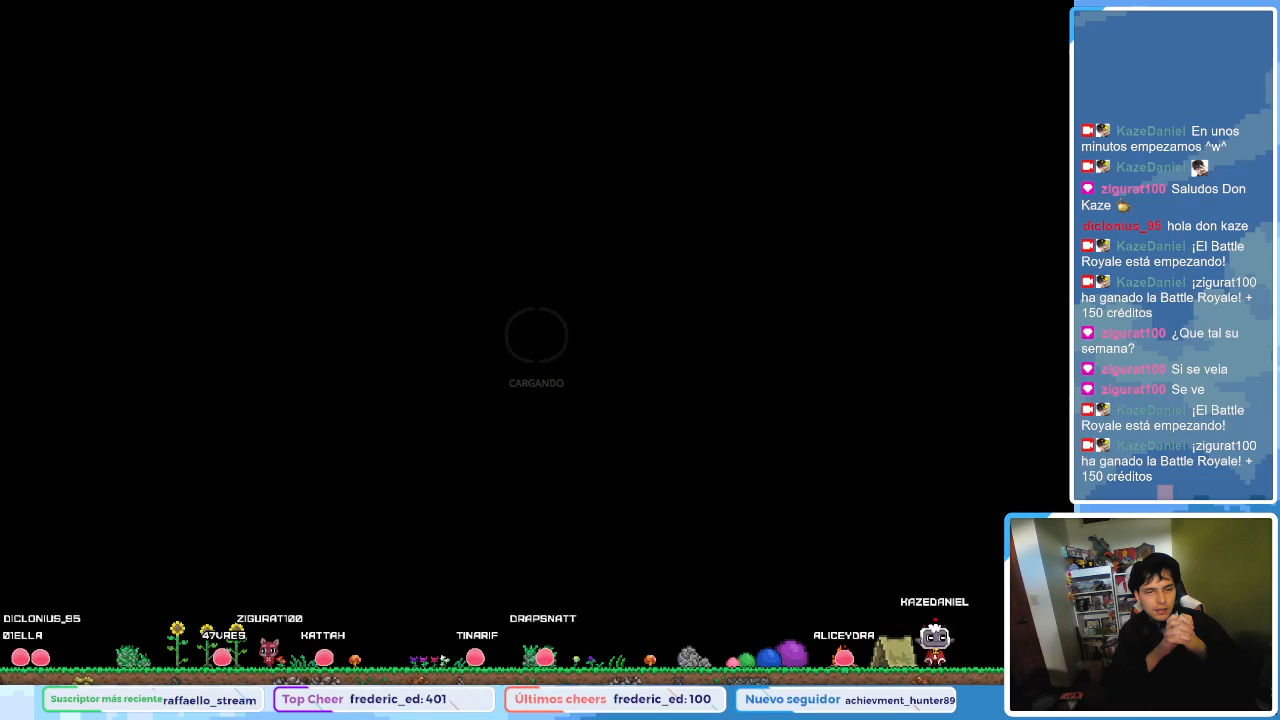 KazeDaniel En unos
minutos empezamos ^w^
KazeDaniel
zigurat100 Saludos Don
Kaze
diclonius_95 hola don kaze
KazeDaniel ¡El Battle
Royale está empezando!
KazeDaniel ¡zigurat100
ha ganado la Battle Royale! +
150 créditos
zigurat100 ¿Que tal su
semana?
zigurat100 Si se veia
zigurat100 Se ve
KazeDaniel ¡El Battle
Royale está empezando!
KazeDaniel ¡zigurat100
ha ganado la Battle Royale! +
150 créditos
CARGANDO
KAZEDANIEL
DICLONIUS_95 ZIGURAT100 DRAPSNATT
47VRES KATTAH TINARIF ALICEYDRA
Suscriptor más reciente raffaello_stream
Top Cheer frederic_ed: 401
Últimos cheers frederic_ed: 100
Nuevo seguidor achievment_hunter89